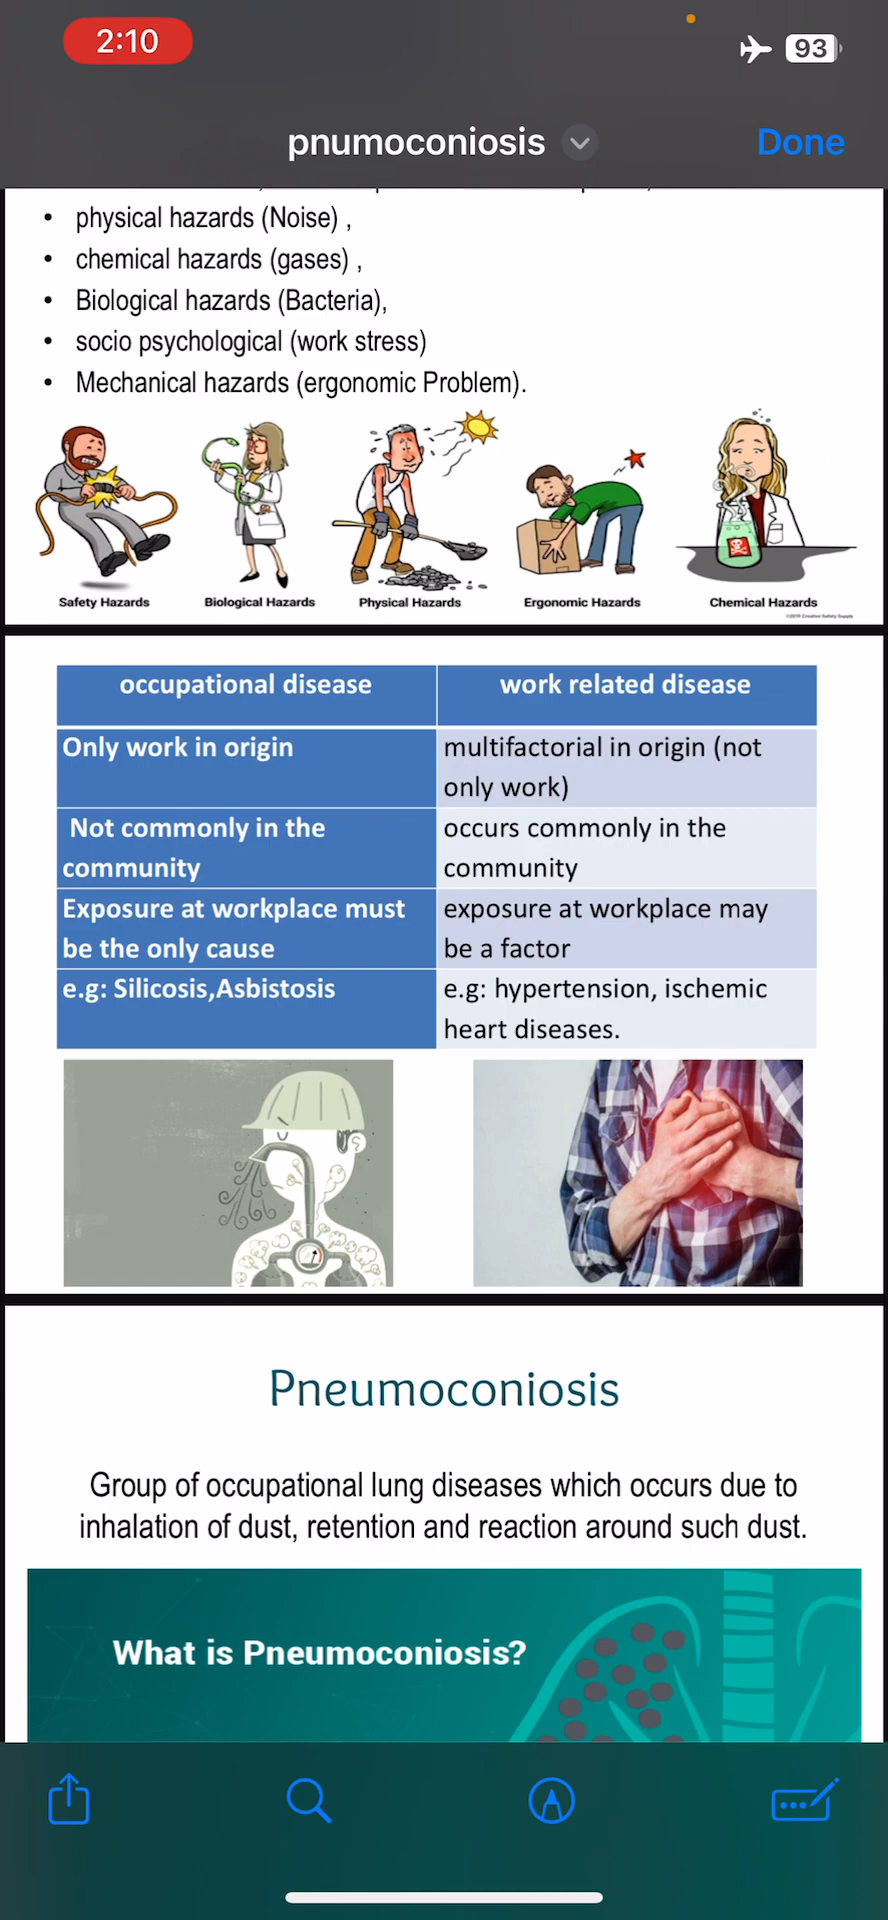 2:10
93
pnumoconiosis
Done
• physical hazards (Noise) ,
• chemical hazards (gases) ,
• Biological hazards (Bacteria),
• socio psychological (work stress)
• Mechanical hazards (ergonomic Problem).
Safety Hazards
Biological Hazards
Physical Hazards
Ergonomic Hazards
Chemical Hazards
©2019 Creative Safety Supply
occupational disease
work related disease
Only work in origin
multifactorial in origin (not
only work)
Not commonly in the
community
occurs commonly in the
community
Exposure at workplace must
be the only cause
exposure at workplace may
be a factor
e.g: Silicosis,Asbistosis
e.g: hypertension, ischemic
heart diseases.
Pneumoconiosis
Group of occupational lung diseases which occurs due to
inhalation of dust, retention and reaction around such dust.
What is Pneumoconiosis?